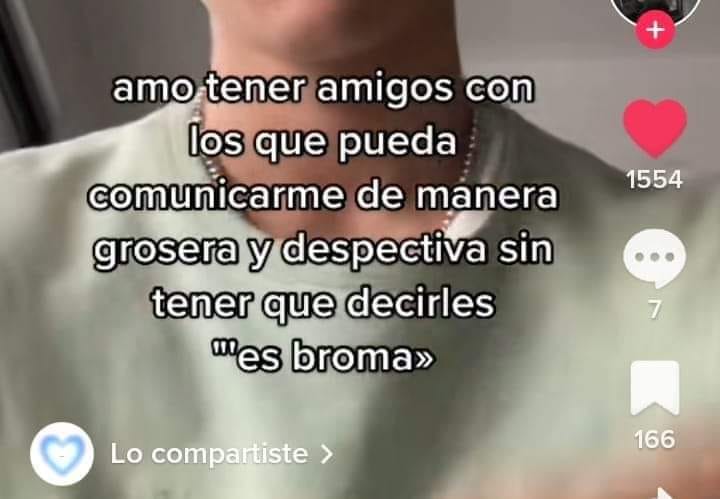 amo tener amigos con
los que pueda
comunicarme de manera
grosera y despectiva sin
tener que decirles
"'es broma»
1554
7
166
Lo compartiste >